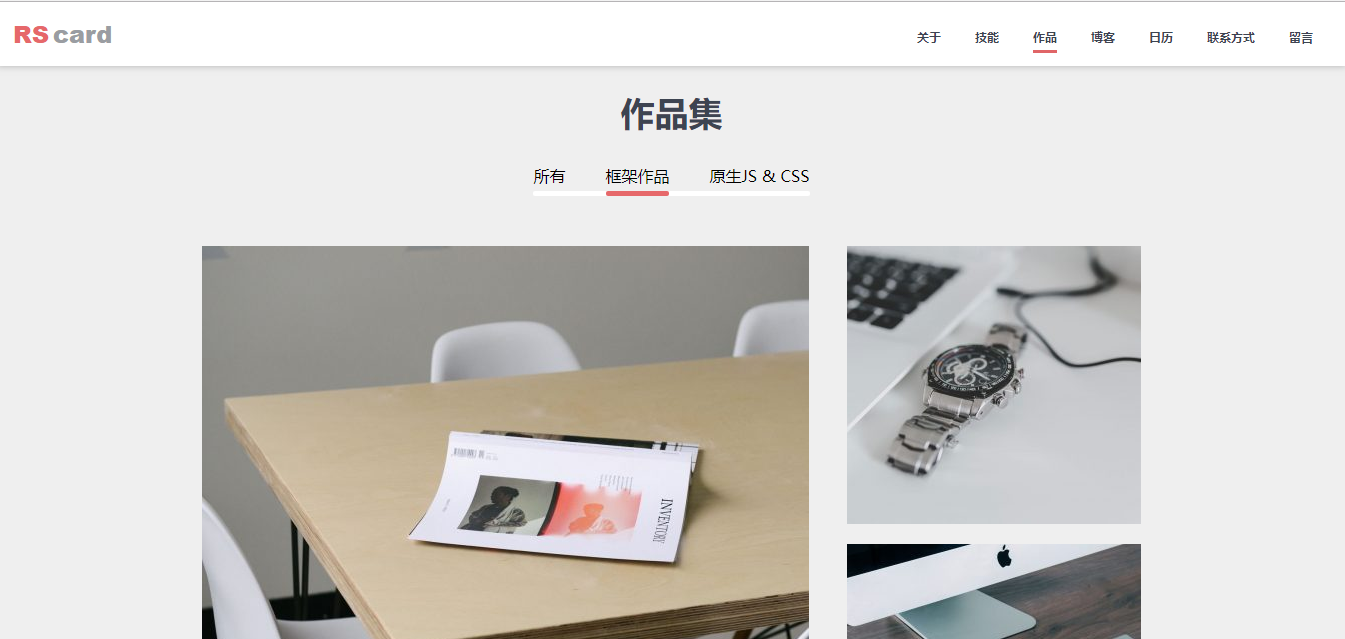 RS card
关于 技能 作品 博客 日历 联系方式 留言
作品集
所有 框架作品 原生JS & CSS
INVENTORY